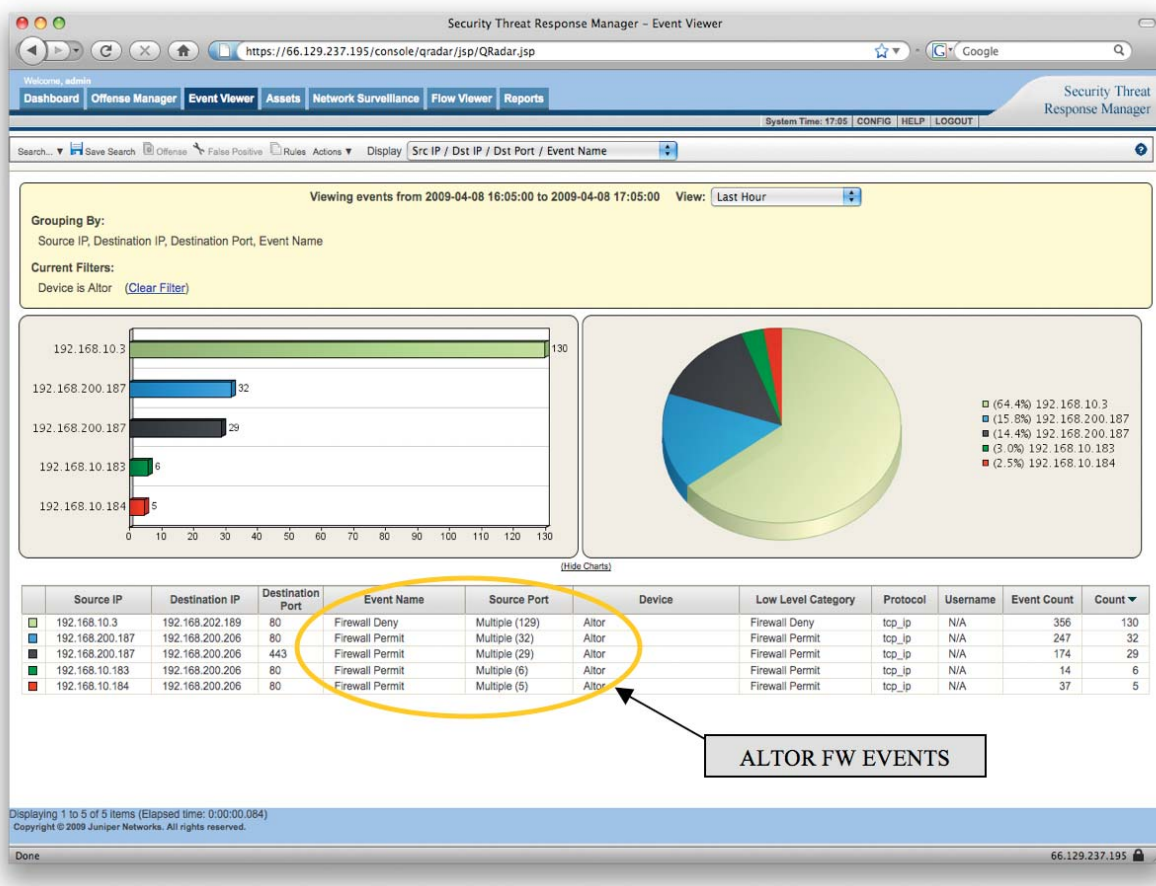 Security Threat Response Manager – Event Viewer
https://66.129.237.195/console/qradar/jsp/QRadar.jsp
G
Google
Welcome, admin
Dashboard Offense Manager Event Viewer Assets Network Surveillance Flow Viewer Reports
Security Threat
Response Manager
System Time: 17:05 CONFIG HELP LOGOUT
Search... Save Search Offense False Positive Rules Actions Display Src IP / Dst IP / Dst Port / Event Name
Viewing events from 2009-04-08 16:05:00 to 2009-04-08 17:05:00 View: Last Hour
Grouping By:
Source IP, Destination IP, Destination Port, Event Name
Current Filters:
Device is Altor (Clear Filter)
192.168.10.3 130
192.168.200.187 32
192.168.200.187 29
192.168.10.183 6
192.168.10.184 5
0 10 20 30 40 50 60 70 80 90 100 110 120 130
(64.4%) 192.168.10.3
(15.8%) 192.168.200.187
(14.4%) 192.168.200.187
(3.0%) 192.168.10.183
(2.5%) 192.168.10.184
(Hide Charts)
Source IP Destination IP Destination Port Event Name Source Port Device Low Level Category Protocol Username Event Count Count
192.168.10.3 192.168.202.189 80 Firewall Deny Multiple (129) Altor Firewall Deny tcp_ip N/A 356 130
192.168.200.187 192.168.200.206 80 Firewall Permit Multiple (32) Altor Firewall Permit tcp_ip N/A 247 32
192.168.200.187 192.168.200.206 443 Firewall Permit Multiple (29) Altor Firewall Permit tcp_ip N/A 174 29
192.168.10.183 192.168.200.206 80 Firewall Permit Multiple (6) Altor Firewall Permit tcp_ip N/A 14 6
192.168.10.184 192.168.200.206 80 Firewall Permit Multiple (5) Altor Firewall Permit tcp_ip N/A 37 5
ALTOR FW EVENTS
Displaying 1 to 5 of 5 items (Elapsed time: 0:00:00.084)
Copyright © 2009 Juniper Networks. All rights reserved.
Done 66.129.237.195